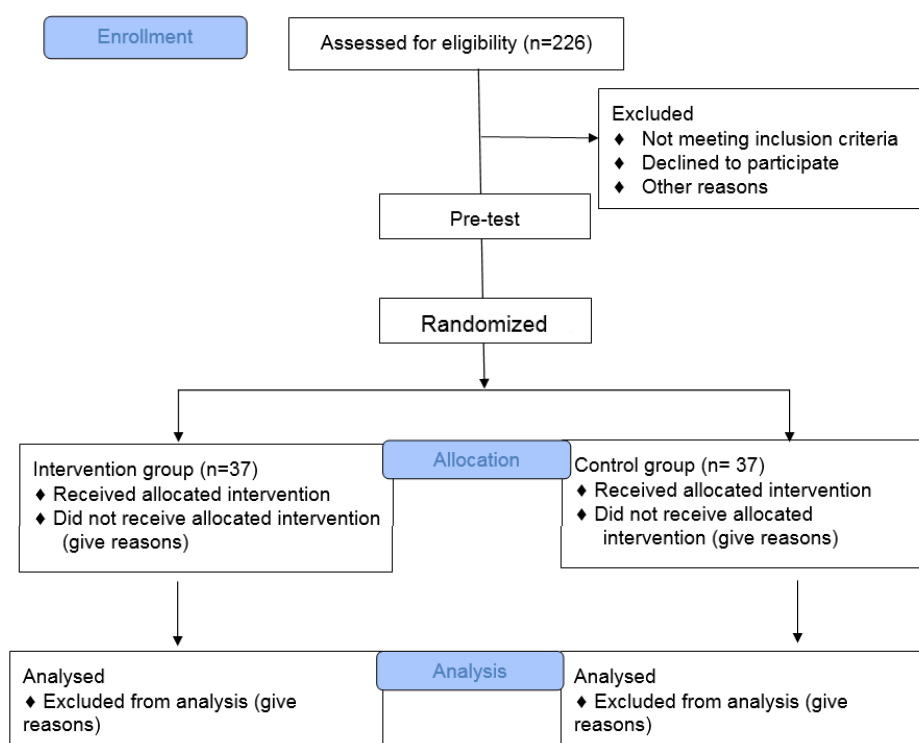 Enrollment
Assessed for eligibility (n=226)
Excluded
♦ Not meeting inclusion criteria
♦ Declined to participate
♦ Other reasons
Pre-test
Randomized
Allocation
Intervention group (n=37)
♦ Received allocated intervention
♦ Did not receive allocated intervention
(give reasons)
Control group (n= 37)
♦ Received allocated intervention
♦ Did not receive allocated
intervention (give reasons)
Analysis
Analysed
♦ Excluded from analysis (give
reasons)
Analysed
♦ Excluded from analysis (give
reasons)